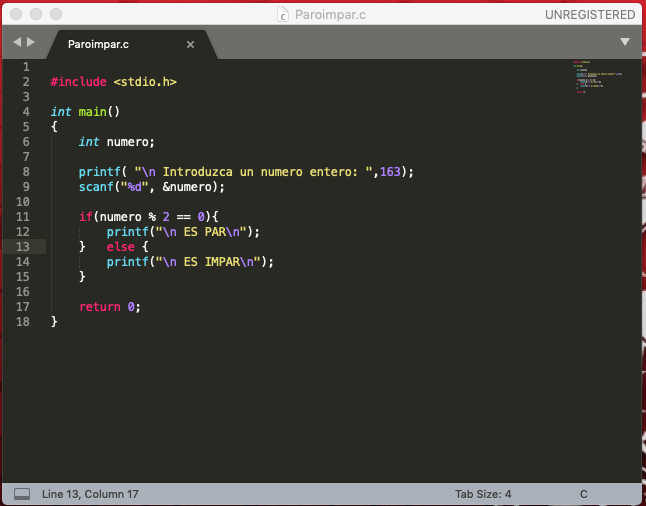 Paroimpar.c
UNREGISTERED
Paroimpar.c
1
2 #include <stdio.h>
3
4 int main()
5 {
6     int numero;
7
8     printf( "\n Introduzca un numero entero: ",163);
9     scanf("%d", &numero);
10
11     if(numero % 2 == 0){
12         printf("\n ES PAR\n");
13     }   else {
14         printf("\n ES IMPAR\n");
15     }
16
17     return 0;
18 }
Line 13, Column 17
Tab Size: 4
C